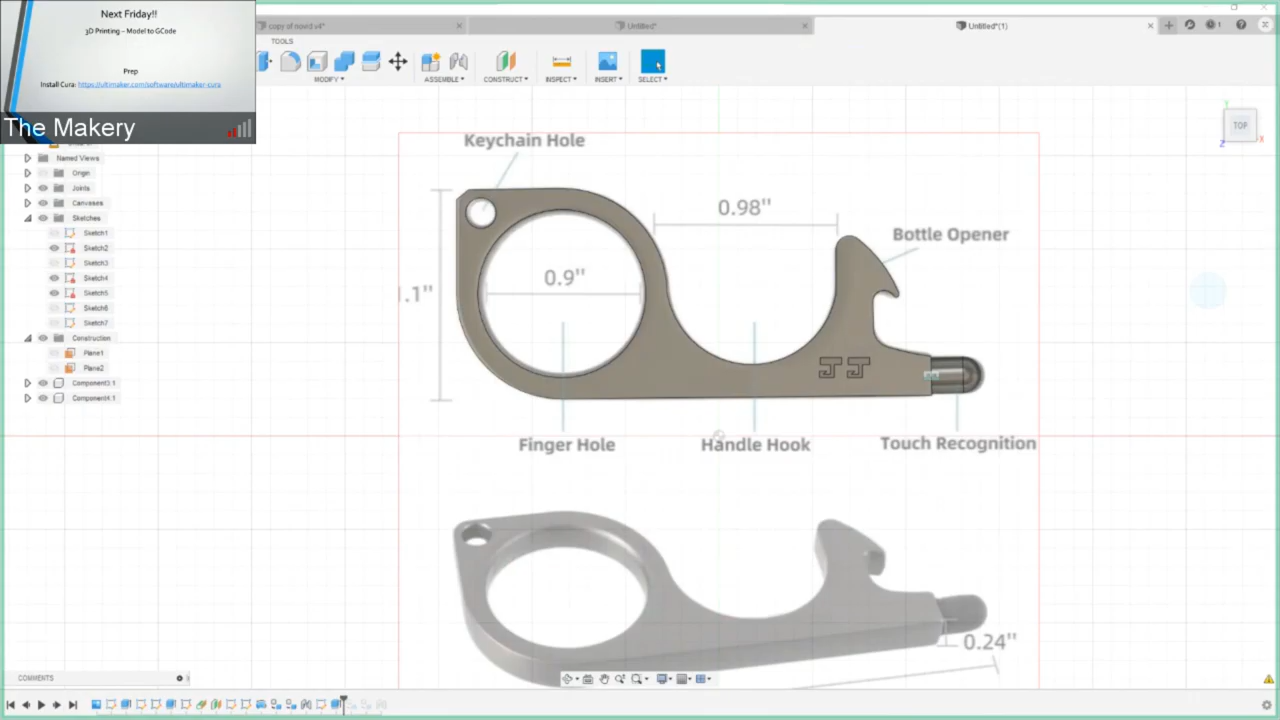 Next Friday!!
3D Printing – Model to GCode
Prep
Install Cura: https://ultimaker.com/software/ultimaker-cura
The Makery
copy of novid v4*
Untitled*
Untitled*(1)
TOOLS
MODIFY
ASSEMBLE
CONSTRUCT
INSPECT
INSERT
SELECT
TOP
Named Views
Origin
Joints
Canvases
Sketches
Sketch1
Sketch2
Sketch3
Sketch4
Sketch5
Sketch6
Sketch7
Construction
Plane1
Plane2
Component3:1
Component4:1
Keychain Hole
0.98"
Bottle Opener
0.9"
1.1"
JJ
Finger Hole
Handle Hook
Touch Recognition
0.24"
COMMENTS